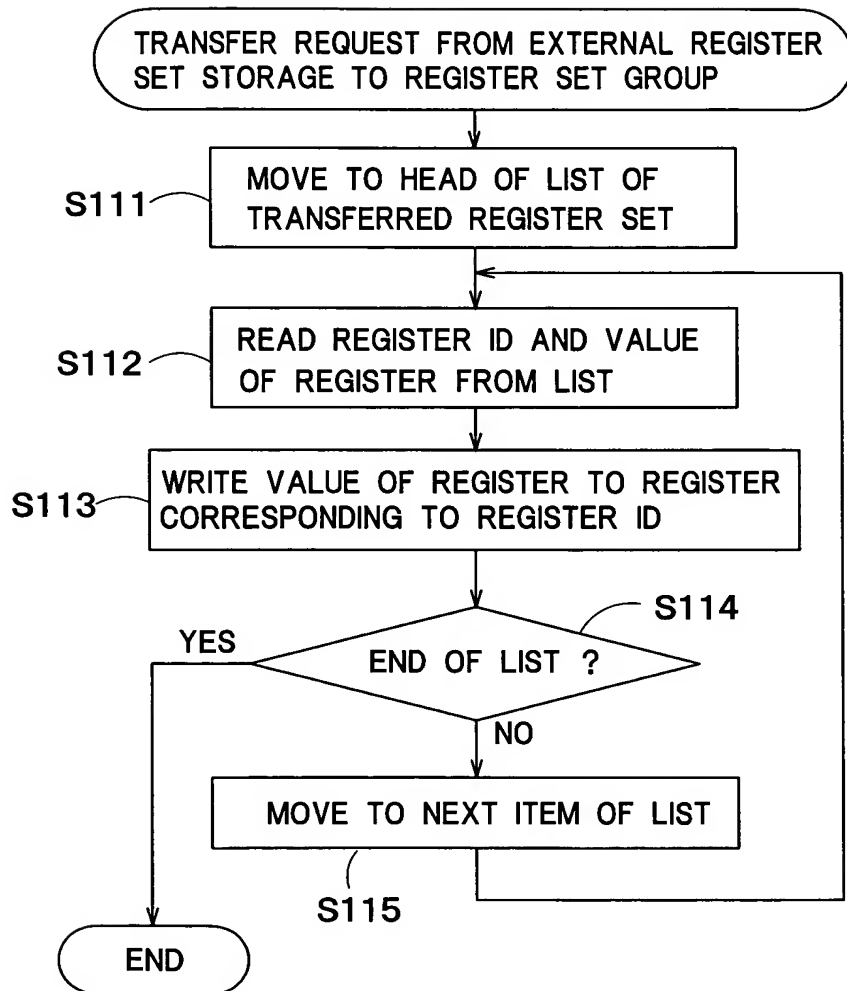 TRANSFER REQUEST FROM EXTERNAL REGISTER
SET STORAGE TO REGISTER SET GROUP
S111
MOVE TO HEAD OF LIST OF
TRANSFERRED REGISTER SET
S112
READ REGISTER ID AND VALUE
OF REGISTER FROM LIST
S113
WRITE VALUE OF REGISTER TO REGISTER
CORRESPONDING TO REGISTER ID
S114
YES
END OF LIST ?
NO
MOVE TO NEXT ITEM OF LIST
S115
END